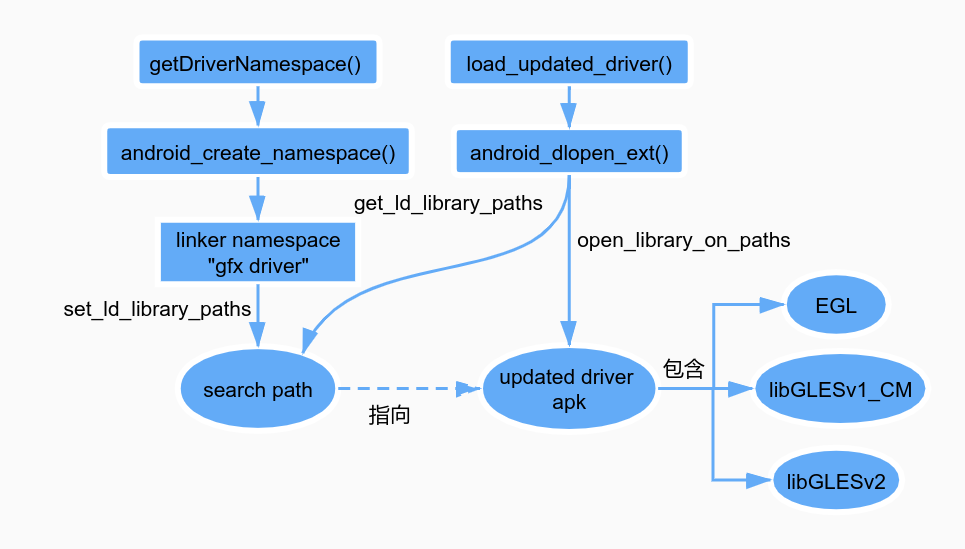 getDriverNamespace()
load_updated_driver()
android_create_namespace()
android_dlopen_ext()
get_ld_library_paths
linker namespace
"gfx driver"
open_library_on_paths
set_ld_library_paths
EGL
search path
指向
updated driver
apk
包含
libGLESv1_CM
libGLESv2